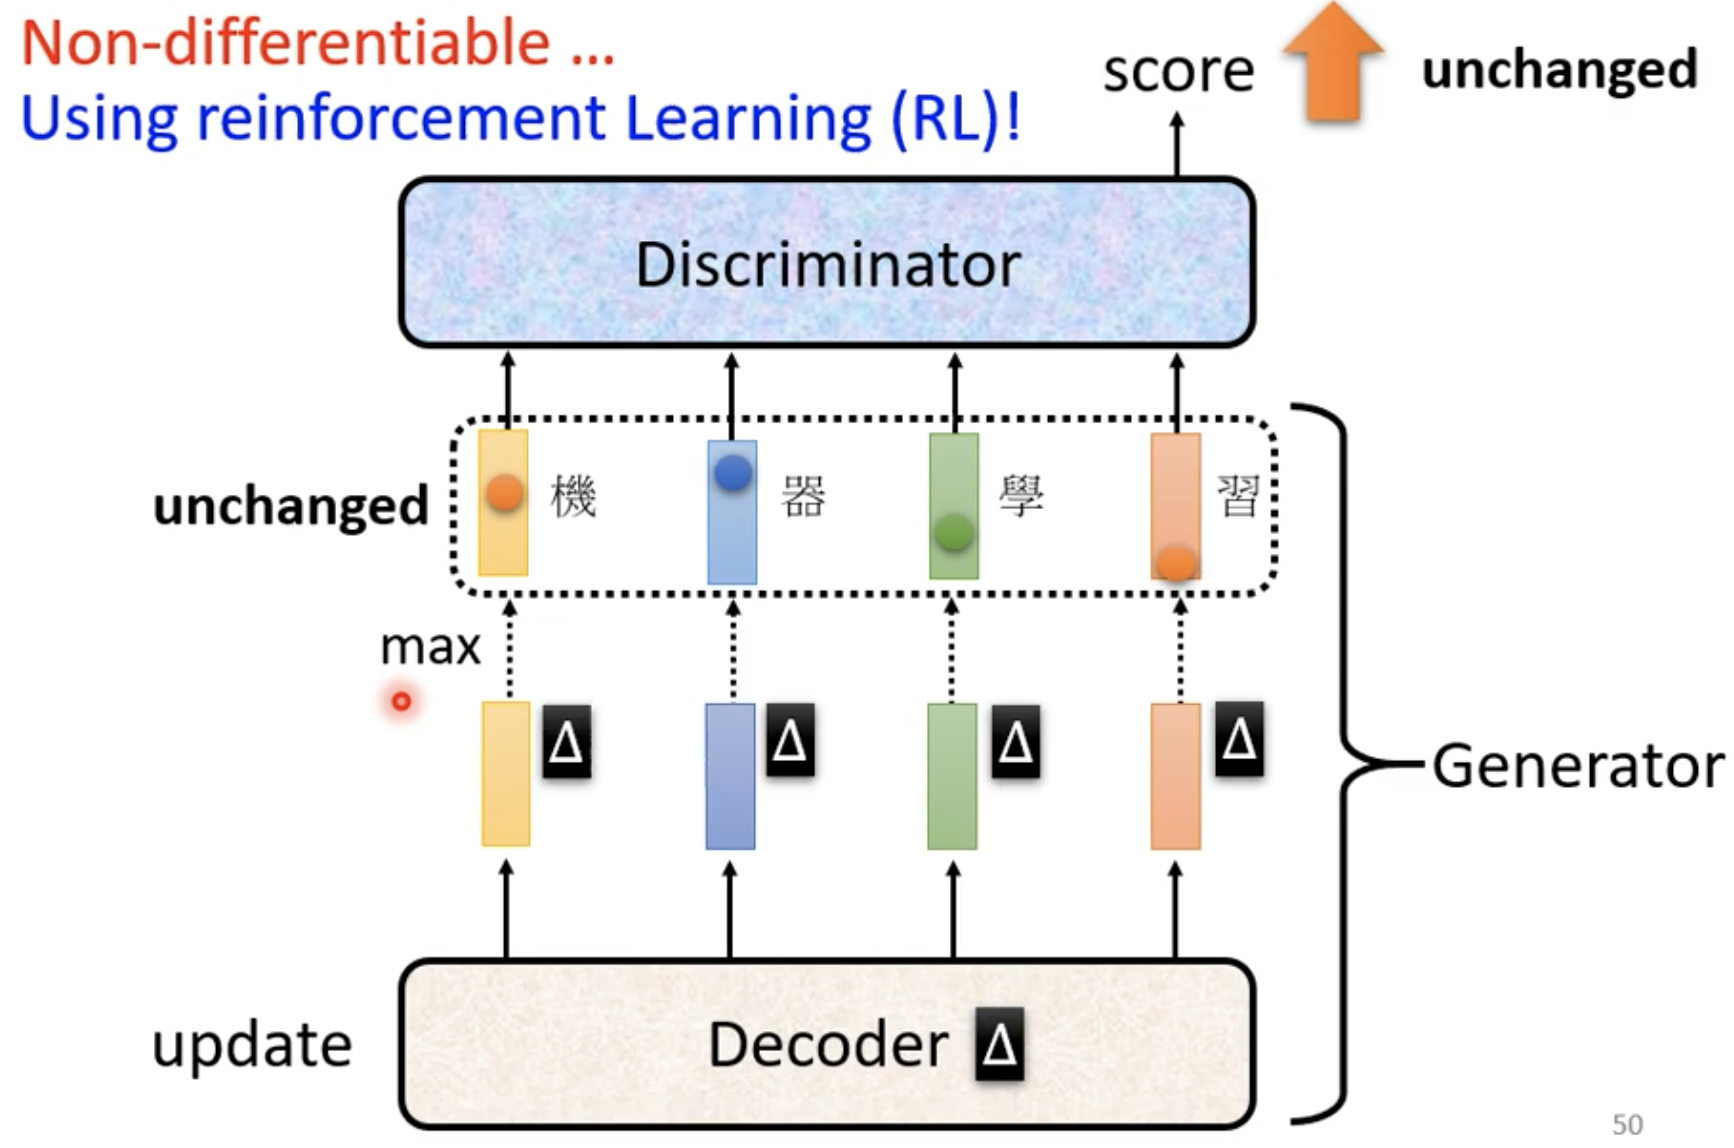 Non-differentiable …
Using reinforcement Learning (RL)!
score
unchanged
Discriminator
unchanged
機 器 學 習
max
Δ Δ Δ Δ
Generator
update
Decoder Δ
50